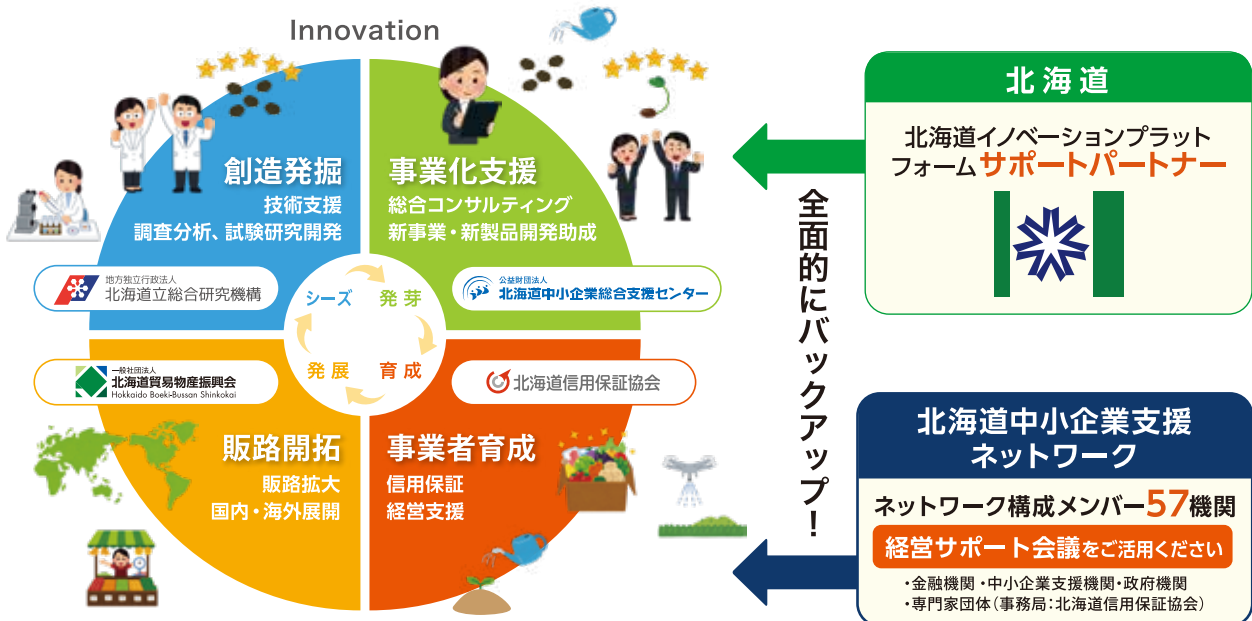 Innovation
創造発掘
技術支援
調査分析、試験研究開発
地方独立行政法人
北海道立総合研究機構
事業化支援
総合コンサルティング
新事業・新製品開発助成
公益財団法人
北海道中小企業総合支援センター
シーズ
発芽
発展
育成
一般社団法人
北海道貿易物産振興会
Hokkaido Boeki-Bussan Shinkokai
販路開拓
販路拡大
国内・海外展開
北海道信用保証協会
事業者育成
信用保証
経営支援
全面的にバックアップ！
北海道
北海道イノベーションプラット
フォームサポートパートナー
北海道中小企業支援
ネットワーク
ネットワーク構成メンバー57機関
経営サポート会議をご活用ください
・金融機関・中小企業支援機関・政府機関
・専門家団体（事務局：北海道信用保証協会）